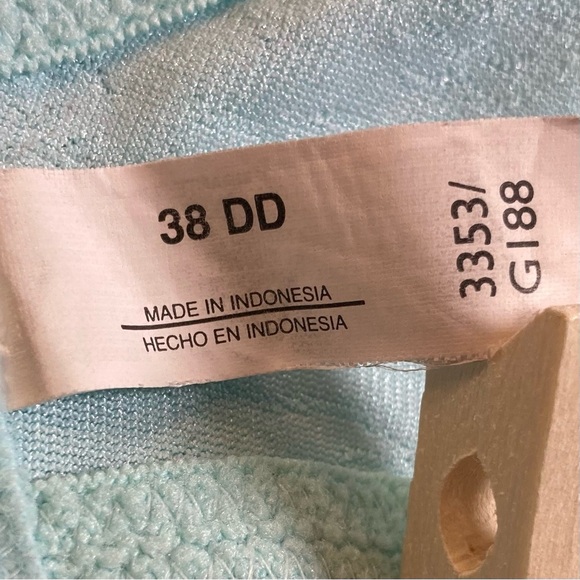 38 DD
MADE IN INDONESIA
HECHO EN INDONESIA
3353/
G188